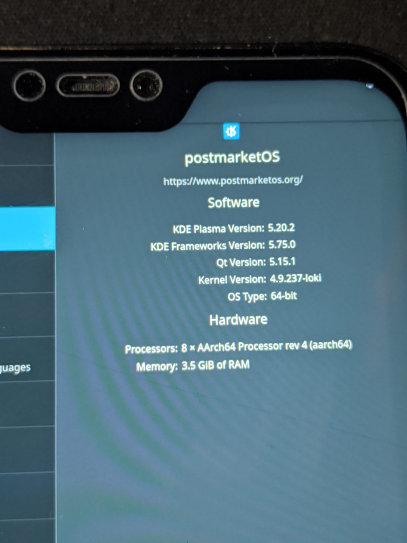 postmarketOS
https://www.postmarketos.org/
Software
KDE Plasma Version: 5.20.2
KDE Frameworks Version: 5.75.0
Qt Version: 5.15.1
Kernel Version: 4.9.237-loki
OS Type: 64-bit
Hardware
Processors: 8 × AArch64 Processor rev 4 (aarch64)
guages
Memory: 3.5 GiB of RAM